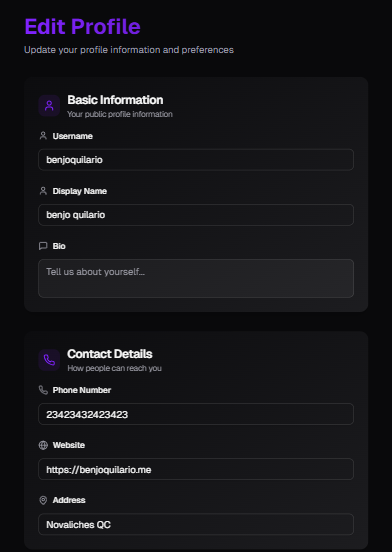 Edit Profile
Update your profile information and preferences
Basic Information
Your public profile information
Username
benjoquilario
Display Name
benjo quilario
Bio
Tell us about yourself...
Contact Details
How people can reach you
Phone Number
23423432423423
Website
https://benjoquilario.me
Address
Novaliches QC